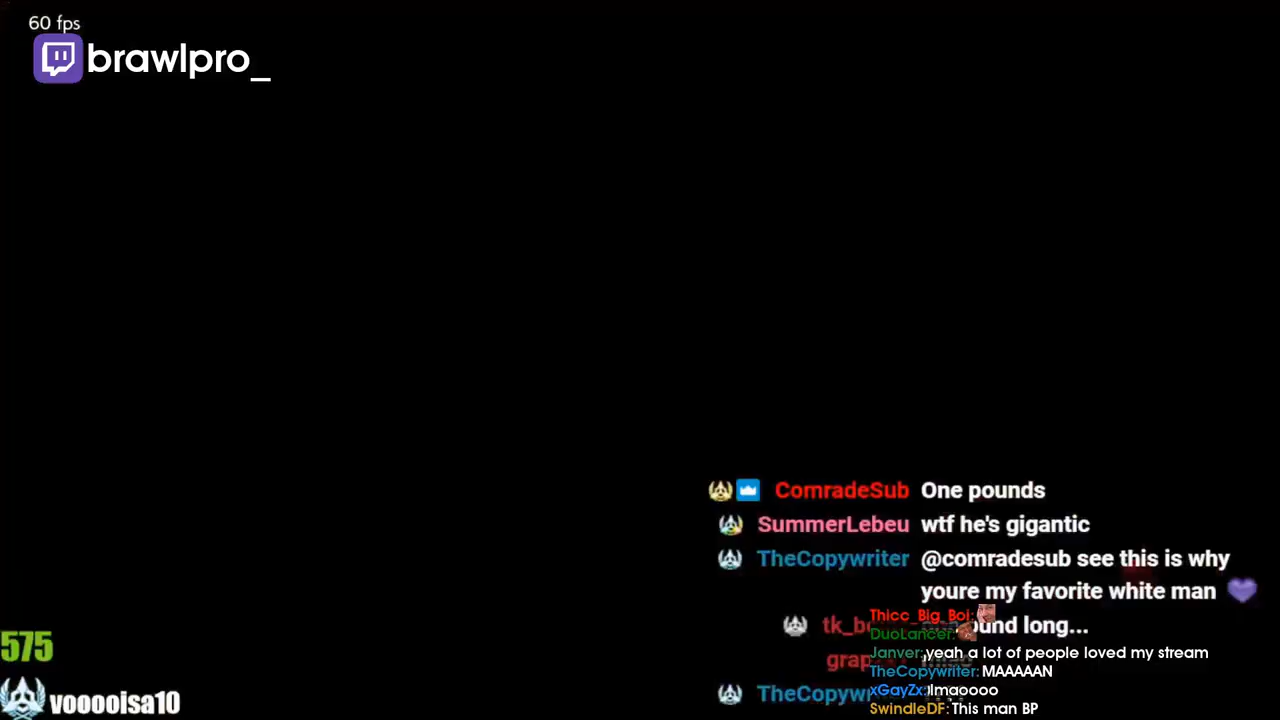 60 fps
brawlpro_
ComradeSub One pounds
SummerLebeu wtf he's gigantic
TheCopywriter @comradesub see this is why
youre my favorite white man
Thicc_Big_Boi:
long...
DuoLancer:
Janver: yeah a lot of people loved my stream
TheCopywriter: MAAAAAN
xGayZx: lmaoooo
SwindleDF: This man BP
575
vooooisa10